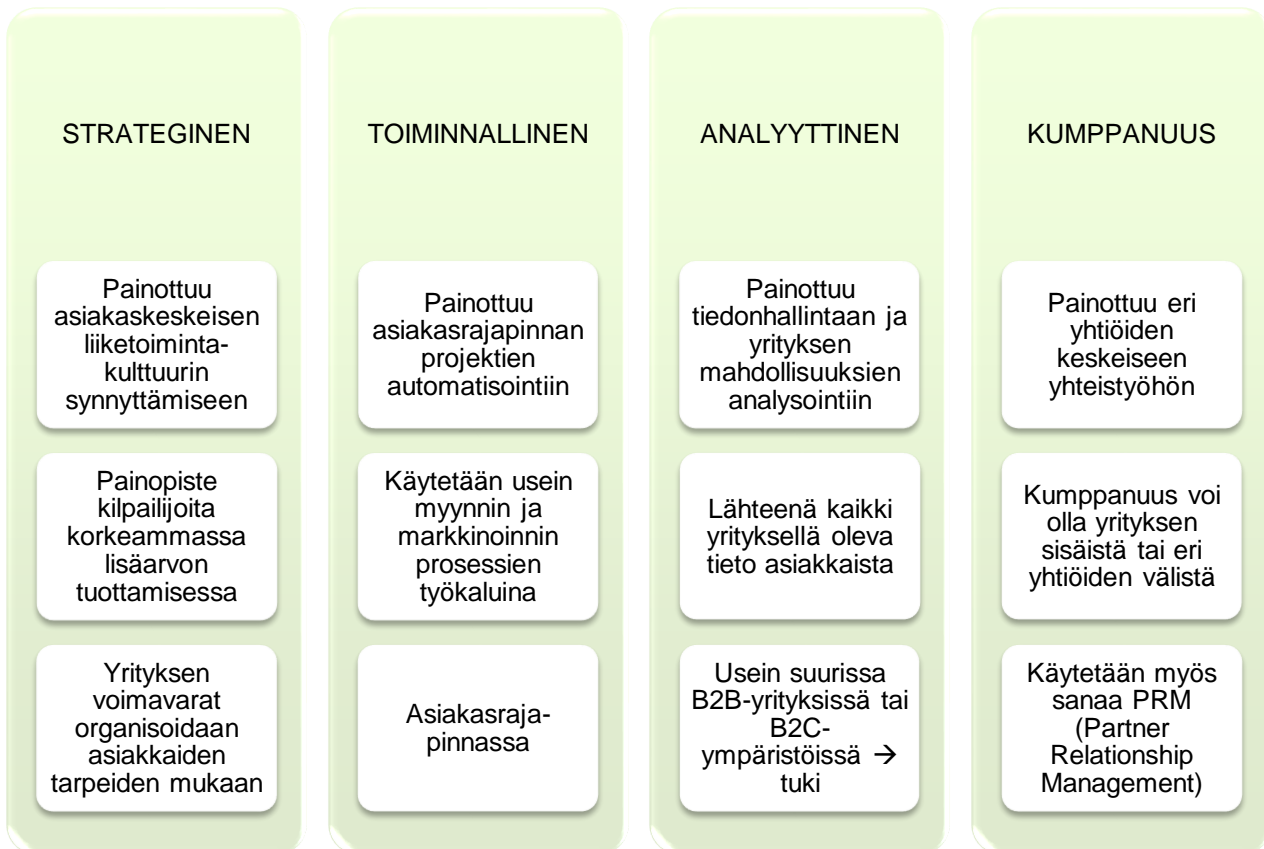 STRATEGINEN
Painottuu
asiakaskeskeisen
liiketoiminta-
kulttuurin
synnyttämiseen
Painopiste
kilpailijoita
korkeammassa
lisäarvon
tuottamisessa
Yrityksen
voimavarat
organisoidaan
asiakkaiden
tarpeiden mukaan
TOIMINNALLINEN
Painottuu
asiakasrajapinnan
projektien
automatisointiin
Käytetään usein
myynnin ja
markkinoinnin
prosessien
työkaluina
Asiakasraja-
pinnassa
ANALYYTTINEN
Painottuu
tiedonhallintaan ja
yrityksen
mahdollisuuksien
analysointiin
Lähteenä kaikki
yrityksellä oleva
tieto asiakkaista
Usein suurissa
B2B-yrityksissä tai
B2C-
ympäristöissä →
tuki
KUMPPANUUS
Painottuu eri
yhtiöiden
keskeiseen
yhteistyöhön
Kumppanuus voi
olla yrityksen
sisäistä tai eri
yhtiöiden välistä
Käytetään myös
sanaa PRM
(Partner
Relationship
Management)